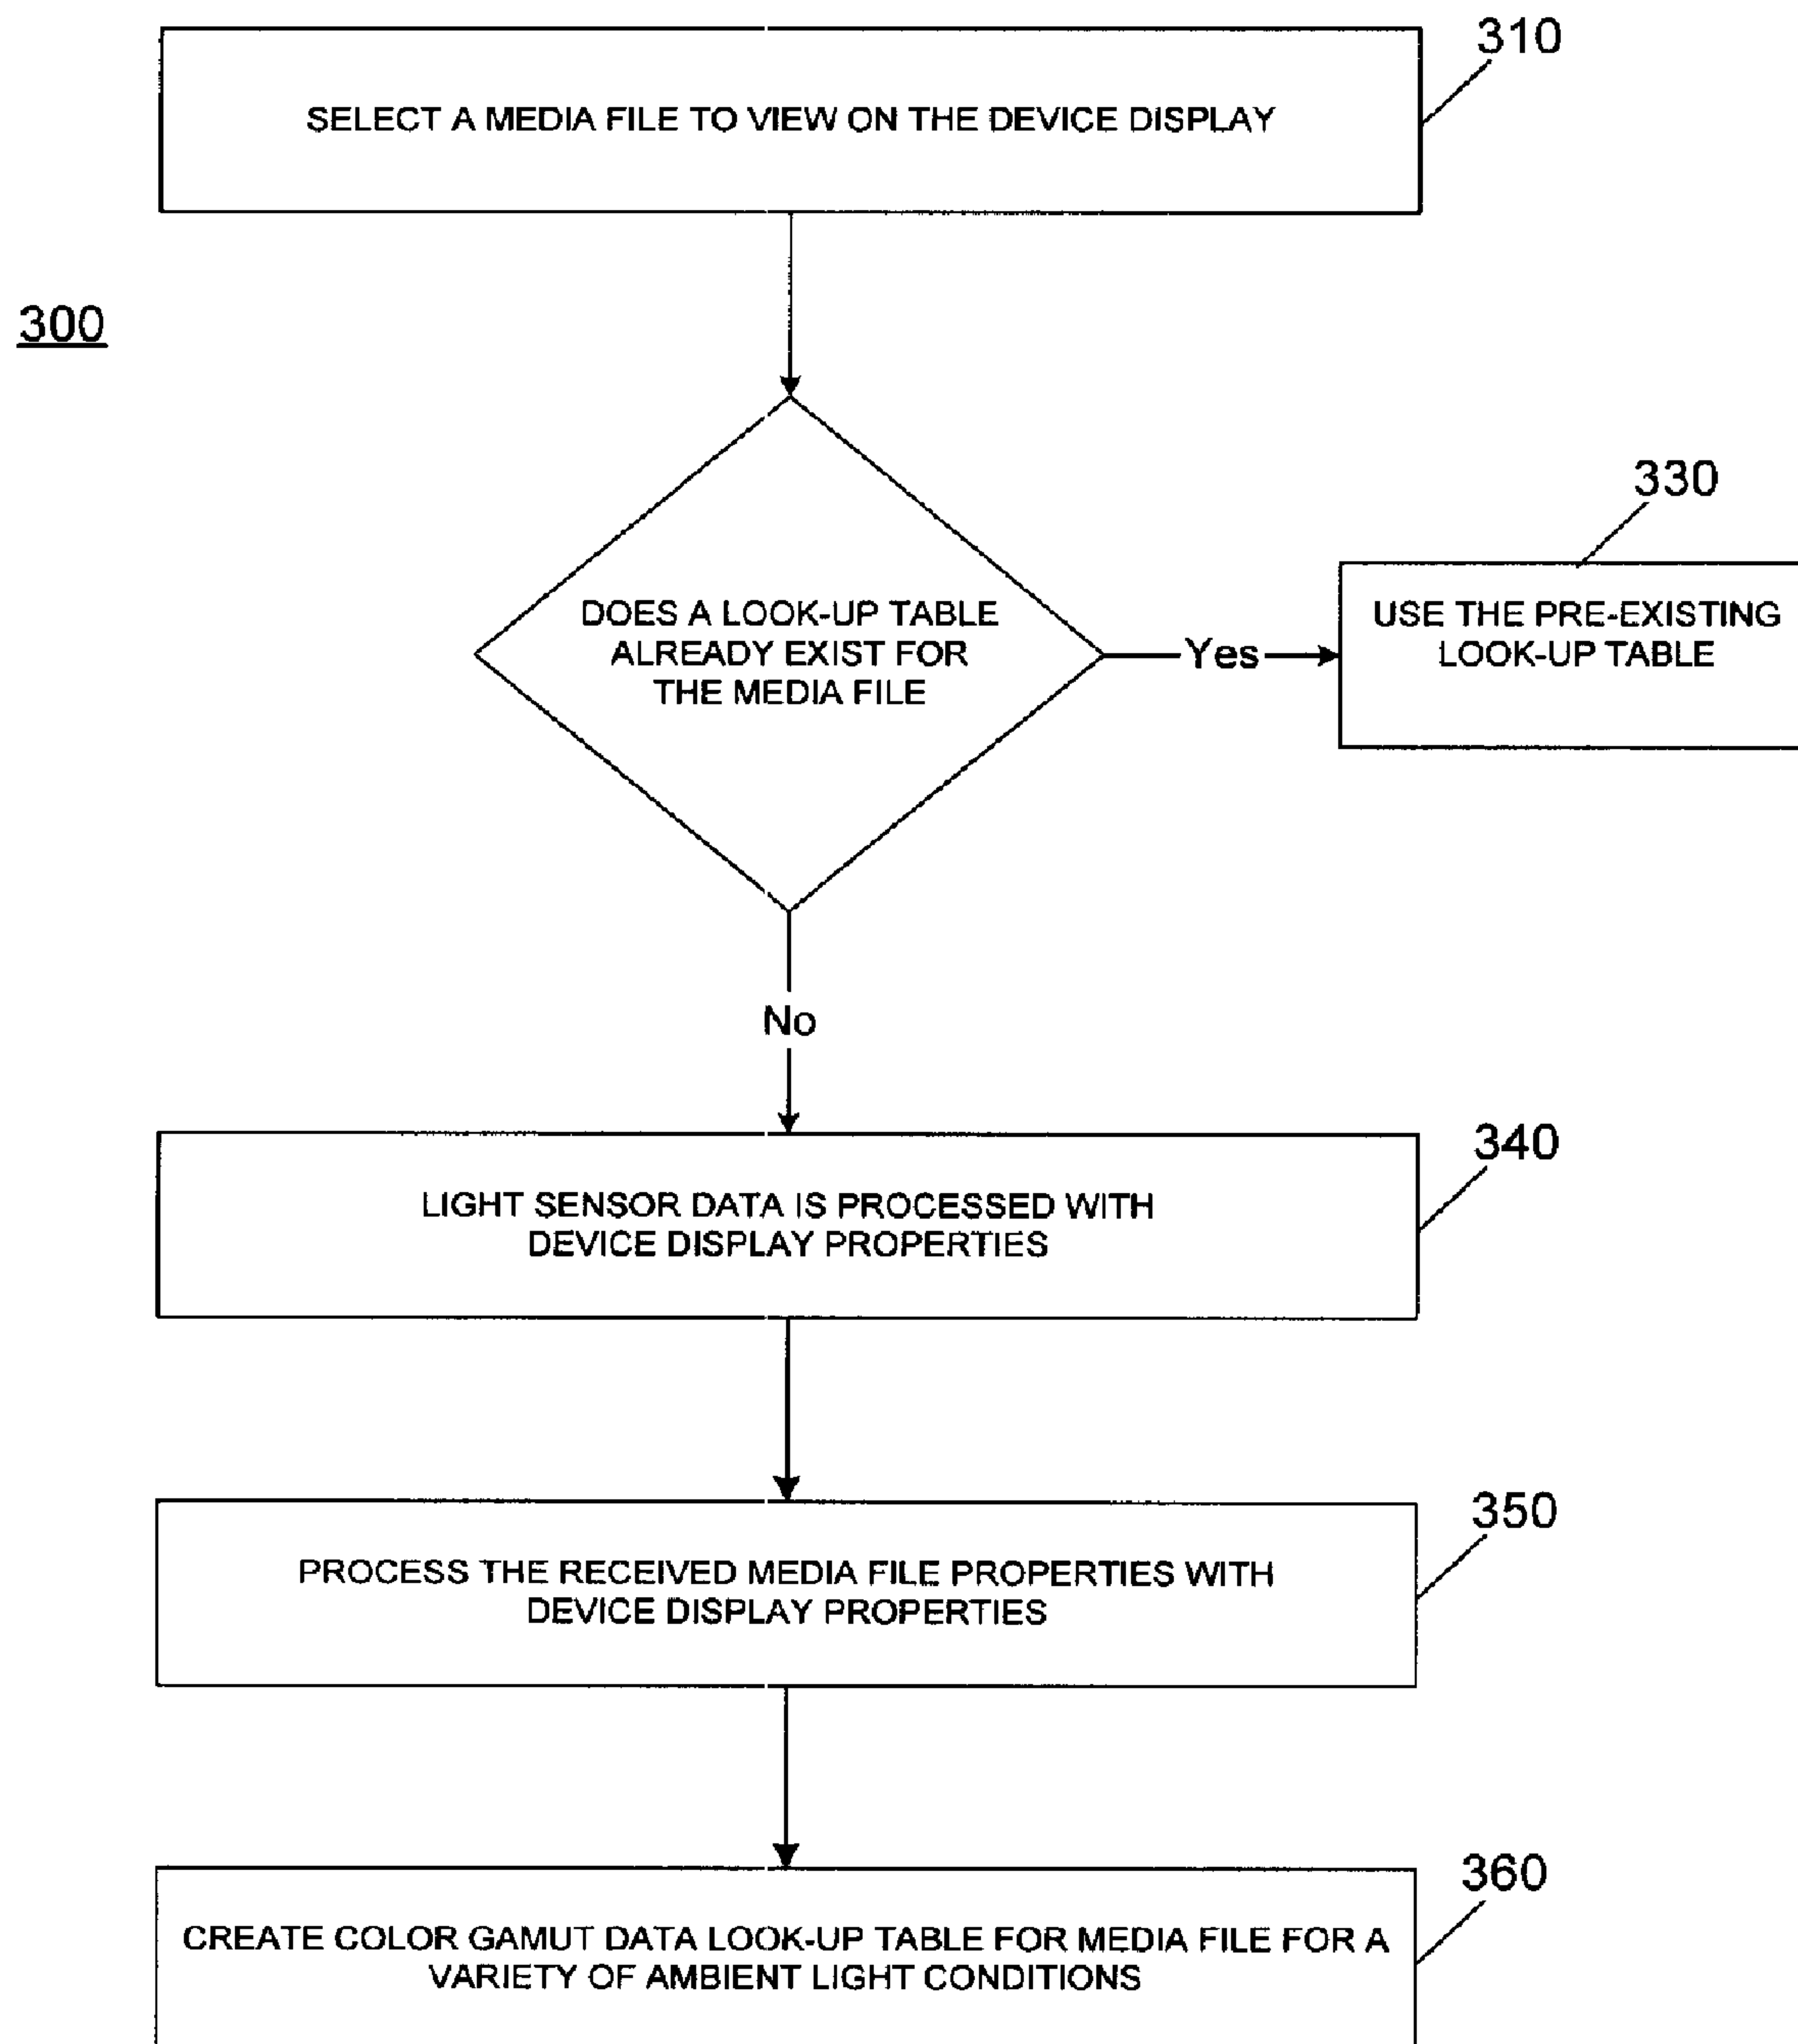 310
SELECT A MEDIA FILE TO VIEW ON THE DEVICE DISPLAY
300
330
DOES A LOOK-UP TABLE
ALREADY EXIST FOR
THE MEDIA FILE
Yes
USE THE PRE-EXISTING
LOOK-UP TABLE
No
340
LIGHT SENSOR DATA IS PROCESSED WITH
DEVICE DISPLAY PROPERTIES
350
PROCESS THE RECEIVED MEDIA FILE PROPERTIES WITH
DEVICE DISPLAY PROPERTIES
360
CREATE COLOR GAMUT DATA LOOK-UP TABLE FOR MEDIA FILE FOR A
VARIETY OF AMBIENT LIGHT CONDITIONS